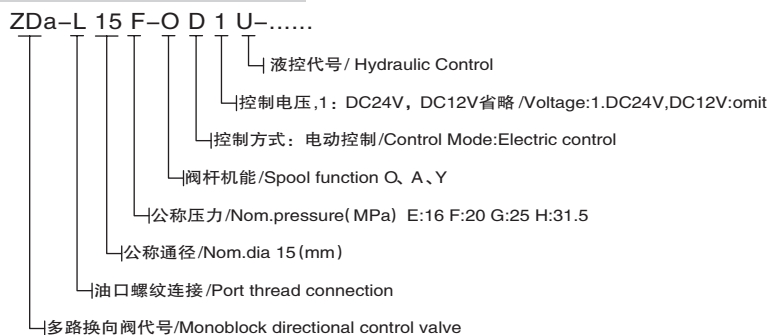 ZDa-L 15 F-O D 1 U-......
液控代号/ Hydraulic Control
控制电压,1：DC24V，DC12V省略/Voltage:1.DC24V,DC12V:omit
控制方式：电动控制/Control Mode:Electric control
阀杆机能/Spool function O、A、Y
公称压力/Nom.pressure(MPa) E:16 F:20 G:25 H:31.5
公称通径/Nom.dia 15(mm)
油口螺纹连接/Port thread connection
多路换向阀代号/Monoblock directional control valve